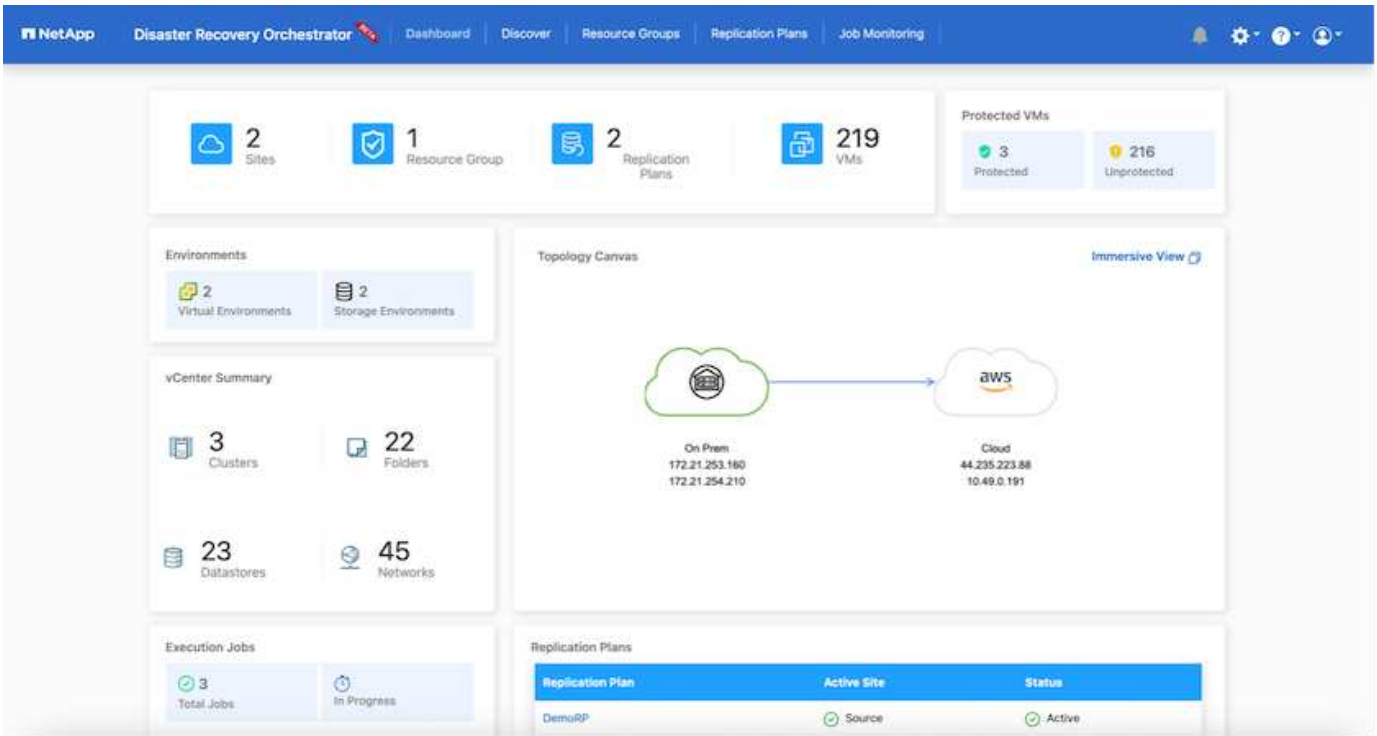 NetApp
Disaster Recovery Orchestrator
Dashboard
Discover
Resource Groups
Replication Plans
Job Monitoring
2
Sites
1
Resource Group
2
Replication
Plans
219
VMs
Protected VMs
3
Protected
216
Unprotected
Environments
2
Virtual Environments
2
Storage Environments
Topology Canvas
Immersive View
aws
On Prem
172.21.253.160
172.21.254.210
Cloud
44.235.223.88
10.49.0.191
vCenter Summary
3
Clusters
22
Folders
23
Datastores
45
Networks
Execution Jobs
3
Total Jobs
In Progress
Replication Plans
Replication Plan Active Site Status
DemoRP Source Active